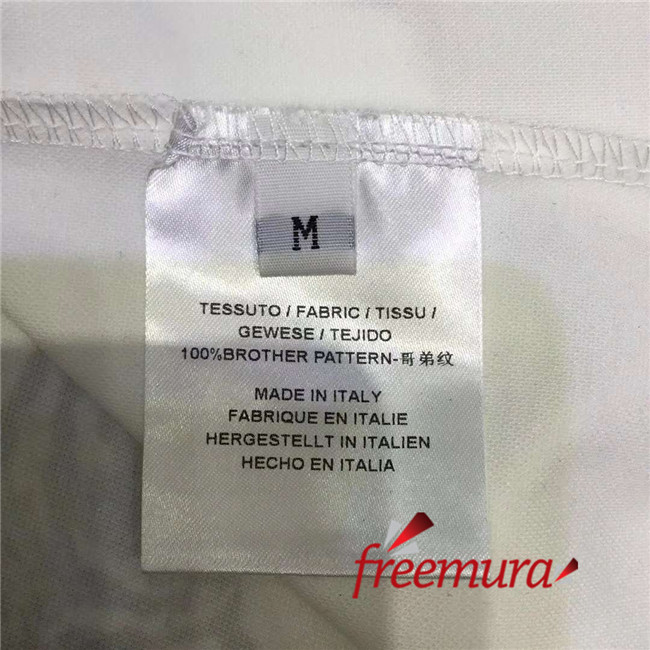 M
TESSUTO / FABRIC / TISSU /
GEWESE / TEJIDO
100%BROTHER PATTERN-哥弟纹
MADE IN ITALY
FABRIQUE EN ITALIE
HERGESTELLT IN ITALIEN
HECHO EN ITALIA
freemura